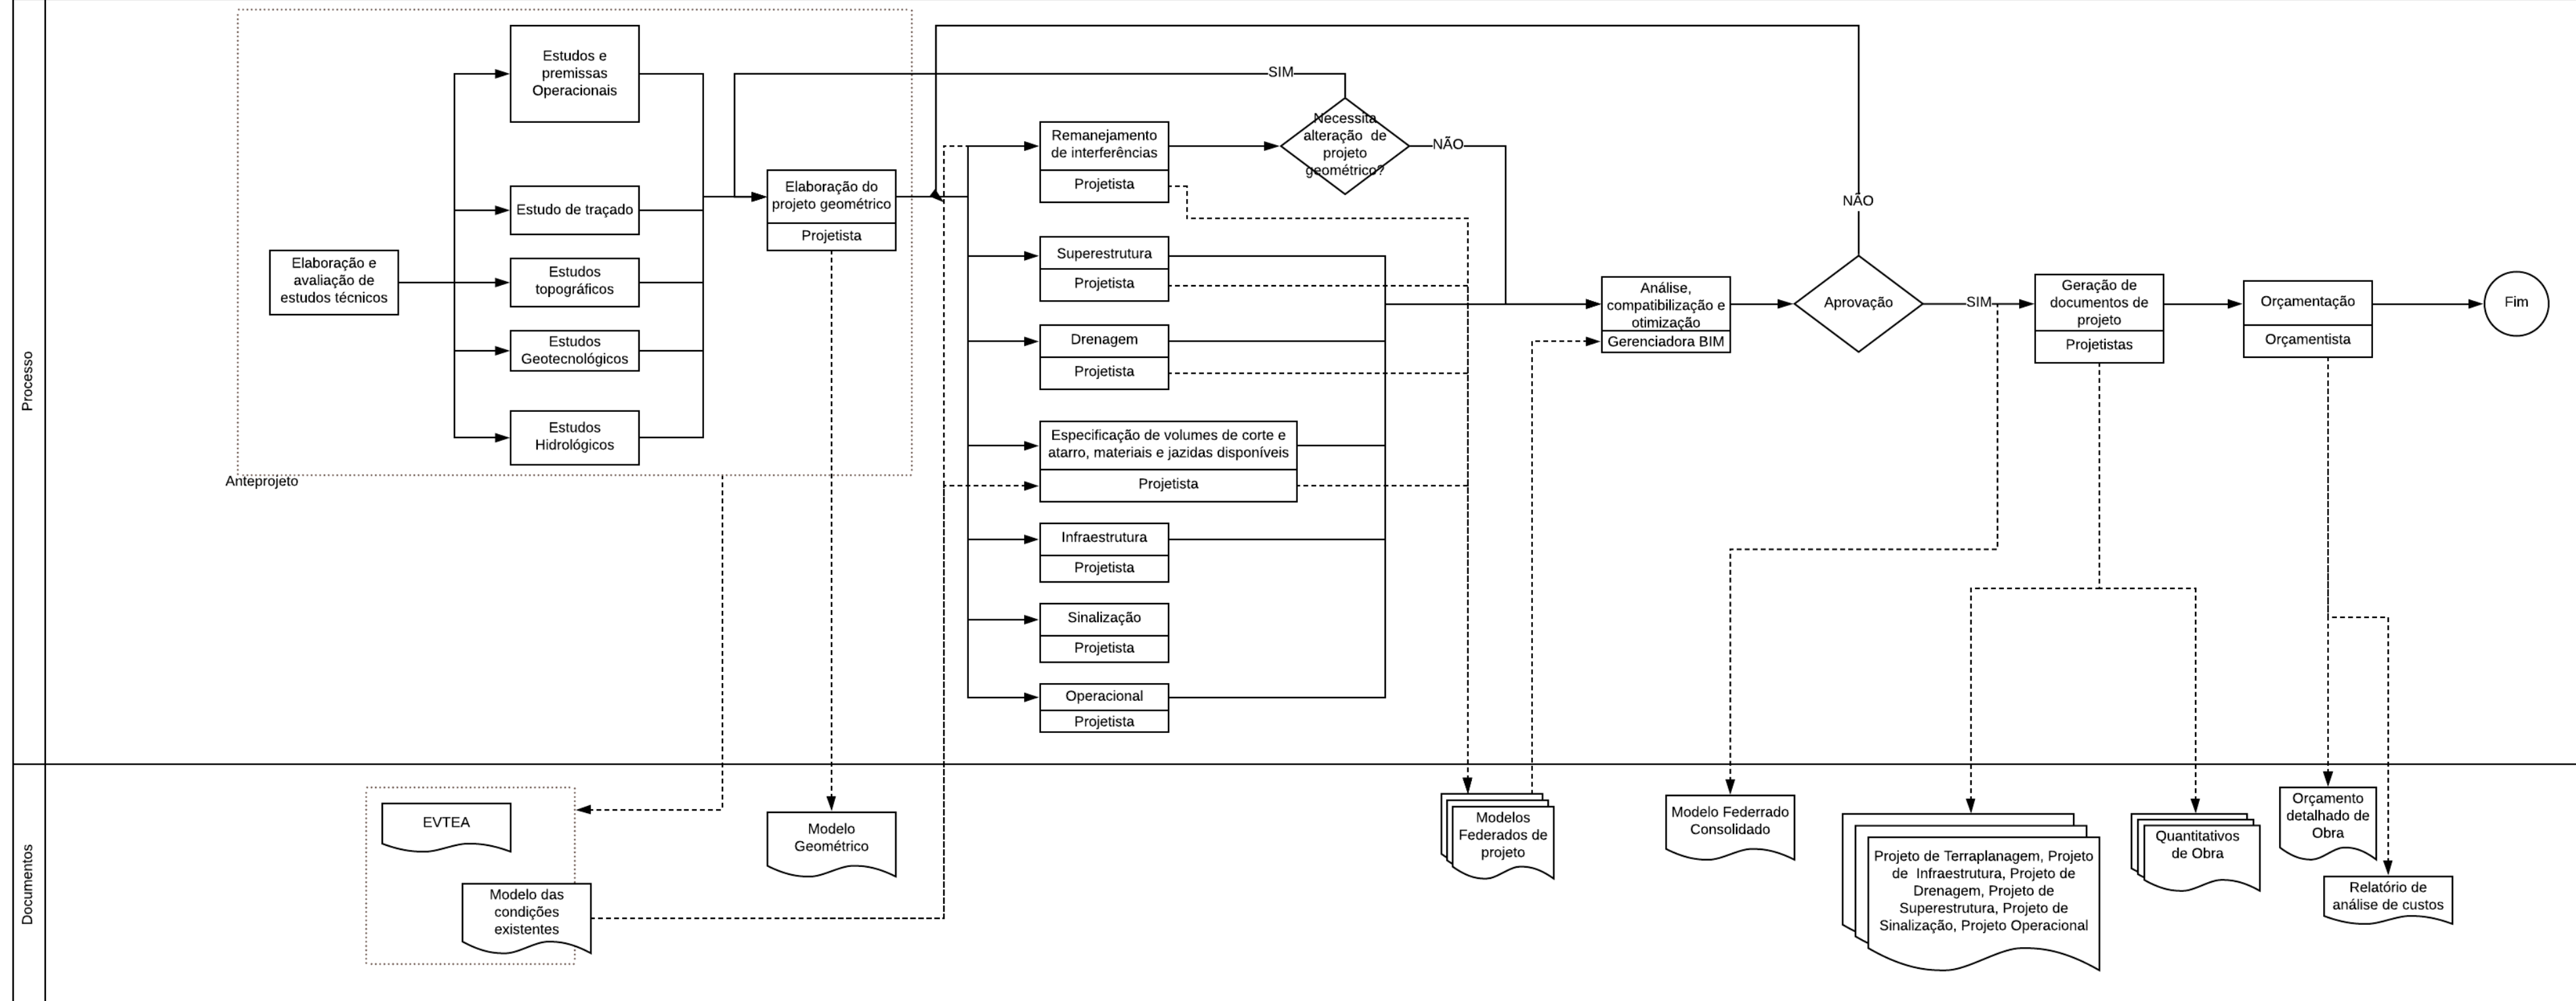 Processo
Documentos
Anteprojeto
Elaboração e
avaliação de
estudos técnicos
Estudos e
premissas
Operacionais
Estudo de traçado
Estudos
topográficos
Estudos
Geotecnológicos
Estudos
Hidrológicos
Elaboração do
projeto geométrico
Projetista
Remanejamento
de interferências
Projetista
Superestrutura
Projetista
Drenagem
Projetista
Especificação de volumes de corte e
atarro, materiais e jazidas disponíveis
Projetista
Infraestrutura
Projetista
Sinalização
Projetista
Operacional
Projetista
SIM
Necessita
alteração de
projeto
geométrico?
NÃO
Análise,
compatibilização e
otimização
Gerenciadora BIM
NÃO
Aprovação
SIM
Geração de
documentos de
projeto
Projetistas
Orçamentação
Orçamentista
Fim
EVTEA
Modelo das
condições
existentes
Modelo
Geométrico
Modelos
Federados de
projeto
Modelo Federrado
Consolidado
Projeto de Terraplanagem, Projeto
de Infraestrutura, Projeto de
Drenagem, Projeto de
Superestrutura, Projeto de
Sinalização, Projeto Operacional
Quantitativos
de Obra
Orçamento
detalhado de
Obra
Relatório de
análise de custos